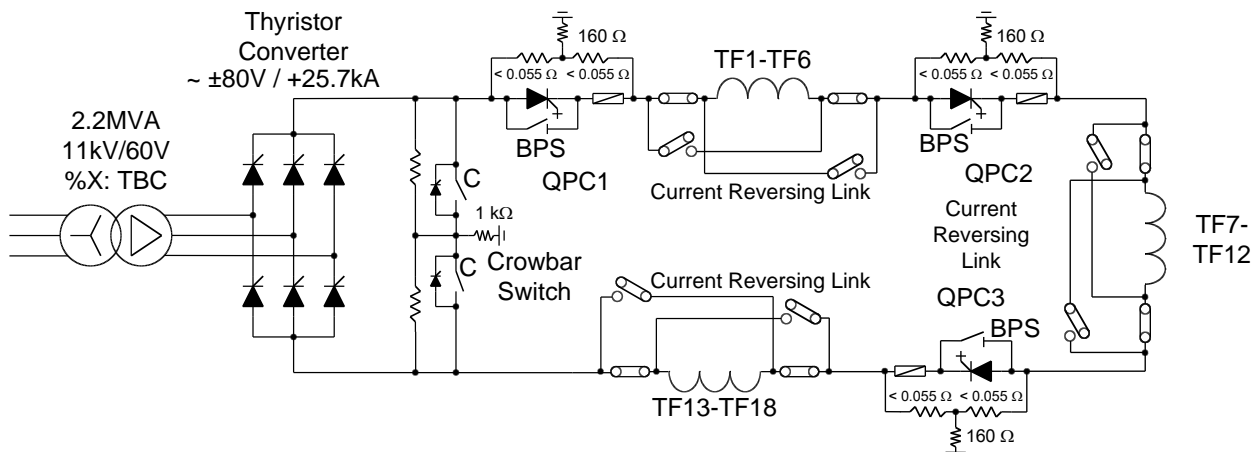 Thyristor
Converter
~ ±80V / +25.7kA
2.2MVA
11kV/60V
%X: TBC
160 Ω
< 0.055 Ω
< 0.055 Ω
BPS
QPC1
TF1-TF6
Current Reversing Link
160 Ω
< 0.055 Ω
< 0.055 Ω
BPS
QPC2
Current
Reversing
Link
TF7-
TF12
C
1 kΩ
C
Crowbar
Switch
Current Reversing Link
TF13-TF18
QPC3
BPS
< 0.055 Ω
< 0.055 Ω
160 Ω